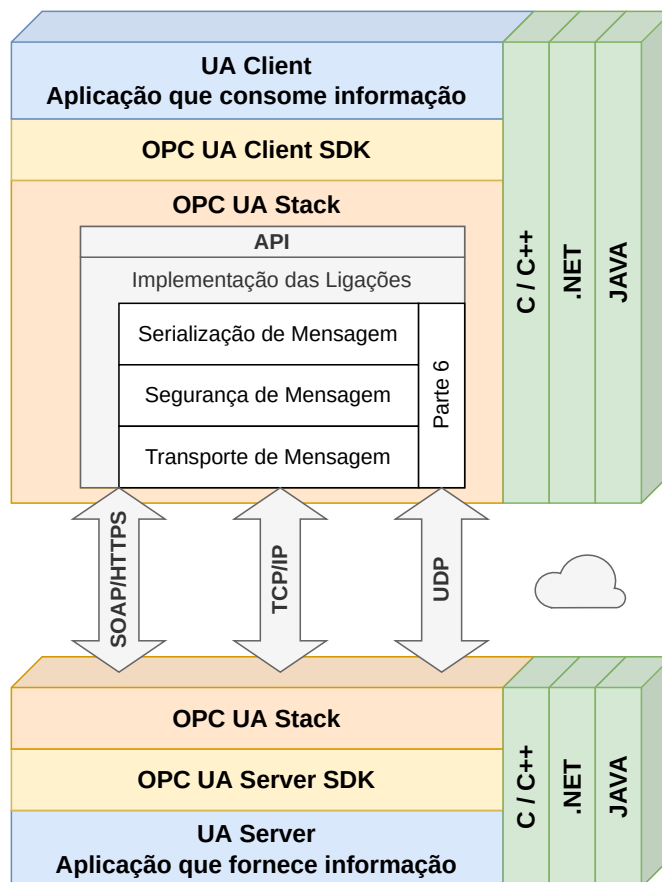 UA Client
Aplicação que consome informação
OPC UA Client SDK
OPC UA Stack
API
Implementação das Ligações
Serialização de Mensagem
Segurança de Mensagem
Transporte de Mensagem
Parte 6
C / C++
.NET
JAVA
SOAP/HTTPS
TCP/IP
UDP
OPC UA Stack
OPC UA Server SDK
UA Server
Aplicação que fornece informação
C / C++
.NET
JAVA